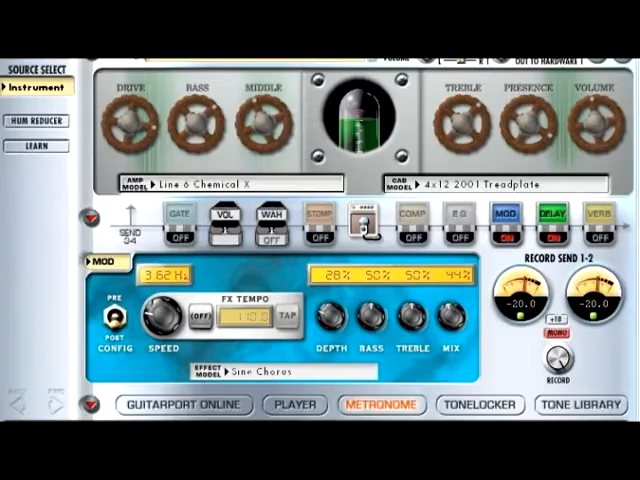 VOLUME L R OUT TO HARDWARE 1
SOURCE SELECT
Instrument
HUM REDUCER
LEARN
DRIVE BASS MIDDLE TREBLE PRESENCE VOLUME
AMP MODEL Line 6 Chemical X
CAB MODEL 4x12 2001 Treadplate
SEND 3-4
GATE VOL WAH STOMP COMP EQ MOD DELAY VERB
OFF OFF OFF OFF OFF ON ON OFF
MOD
3.62 Hz
28% 50% 50% 44%
PRE
POST
CONFIG
SPEED
(OFF)
FX TEMPO
110.0
TAP
DEPTH BASS TREBLE MIX
EFFECT MODEL Sine Chorus
RECORD SEND 1-2
-20.0 -20.0
+18
MONO
RECORD
GUITARPORT ONLINE PLAYER METRONOME TONELOCKER TONE LIBRARY